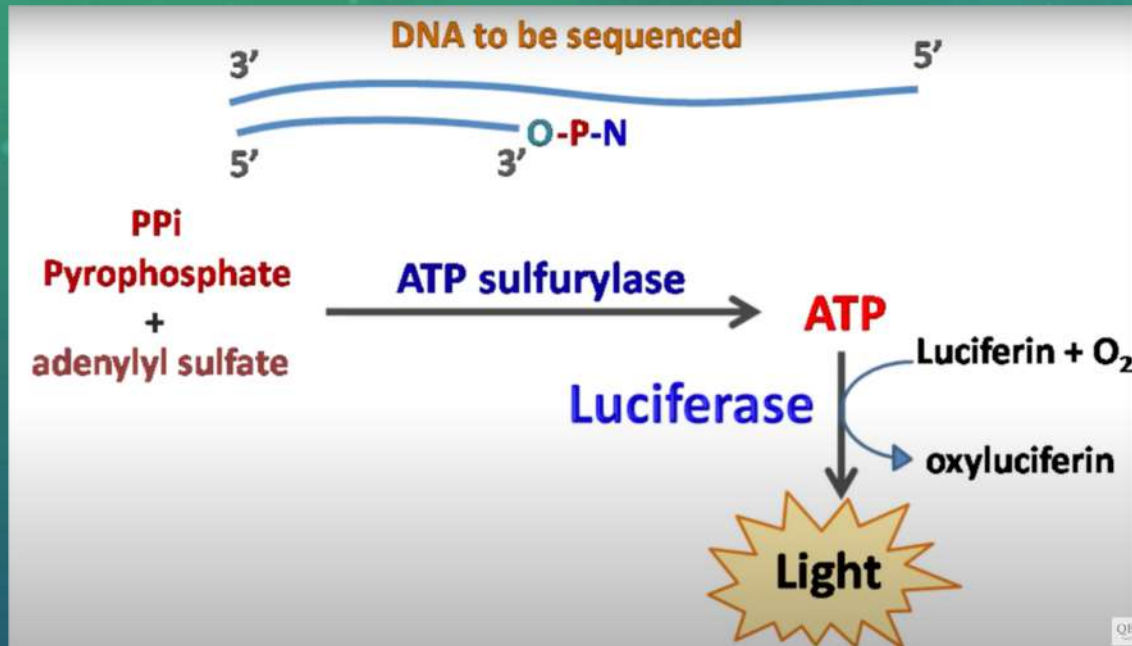 DNA to be sequenced
3’
5’
O-P-N
5’
3’
PPi
Pyrophosphate
+
adenylyl sulfate
ATP sulfurylase
ATP
Luciferin + O₂
Luciferase
oxyluciferin
Light